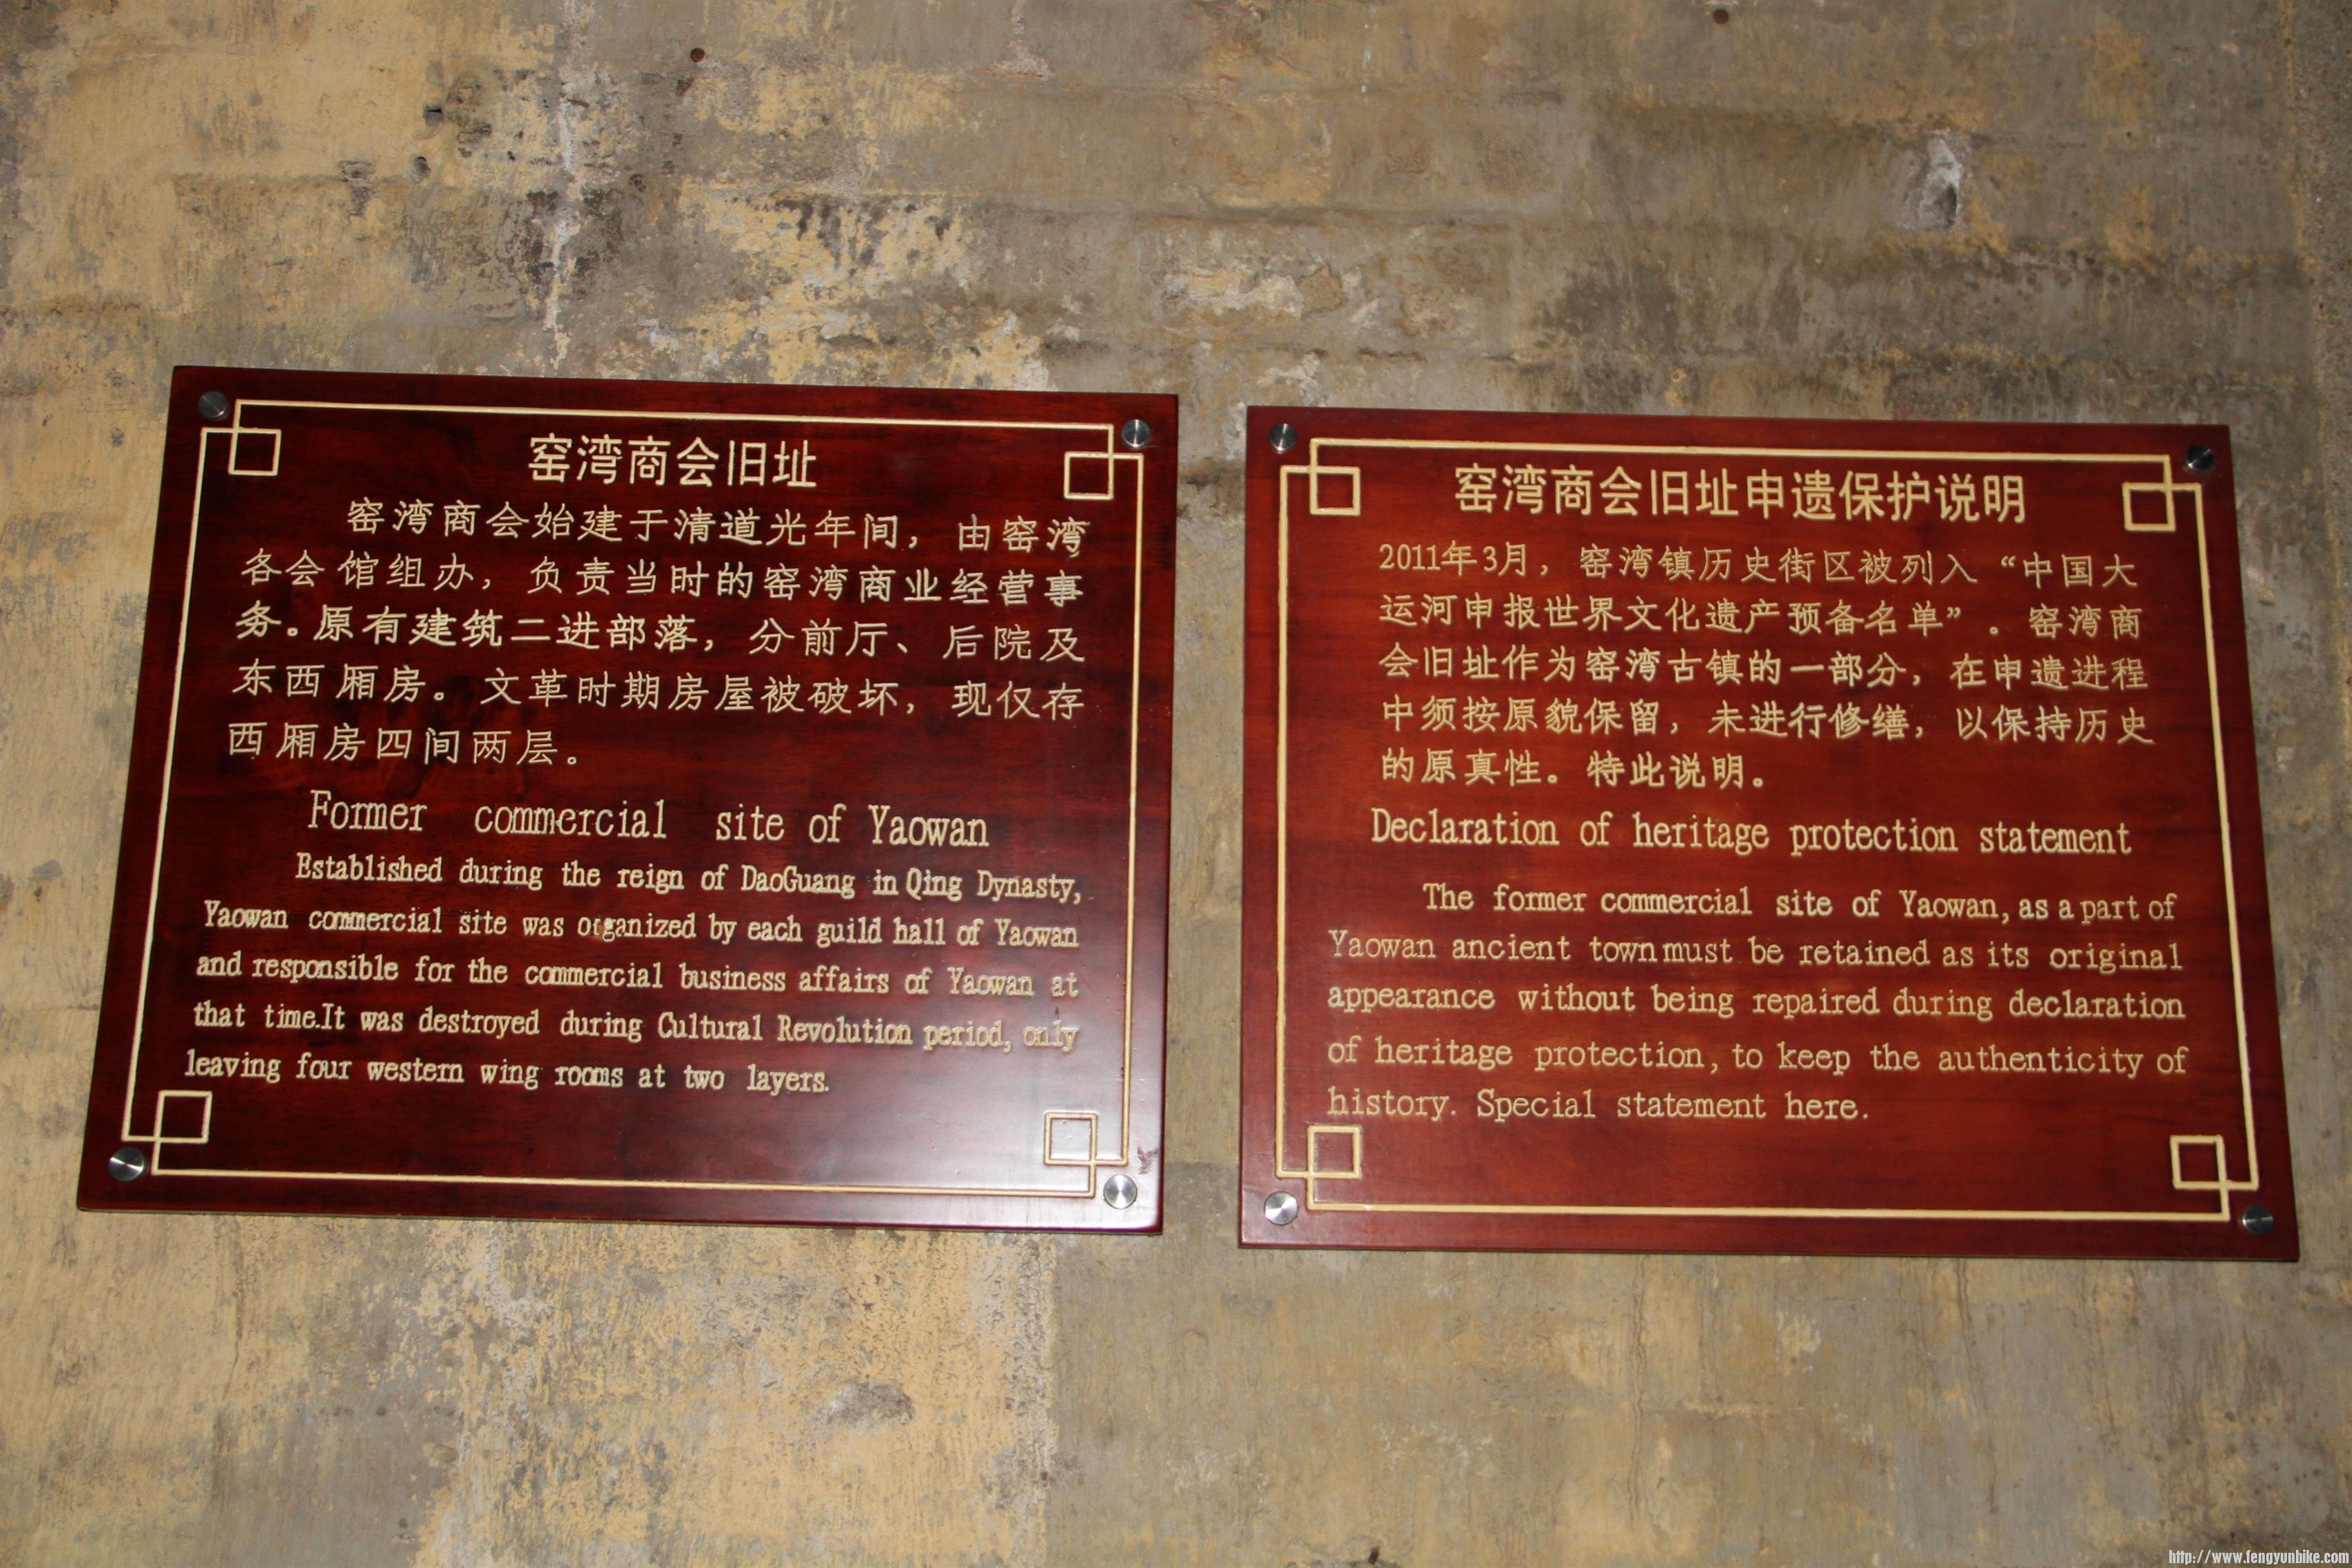 窑湾商会旧址
窑湾商会始建于清道光年间，由窑湾
各会馆组办，负责当时的窑湾商业经营事
务。原有建筑二进部落，分前厅、后院及
东西厢房。文革时期房屋被破坏，现仅存
西厢房四间两层。
Former commercial site of Yaowan
Established during the reign of DaoGuang in Qing Dynasty,
Yaowan commercial site was organized by each guild hall of Yaowan
and responsible for the commercial business affairs of Yaowan at
that time.It was destroyed during Cultural Revolution period, only
leaving four western wing rooms at two layers.
窑湾商会旧址申遗保护说明
2011年3月，窑湾镇历史街区被列入“中国大
运河申报世界文化遗产预备名单”。窑湾商
会旧址作为窑湾古镇的一部分，在申遗进程
中须按原貌保留，未进行修缮，以保持历史
的原真性。特此说明。
Declaration of heritage protection statement
The former commercial site of Yaowan, as a part of
Yaowan ancient town must be retained as its original
appearance without being repaired during declaration
of heritage protection, to keep the authenticity of
history. Special statement here.
http://www.fengyunbike.com